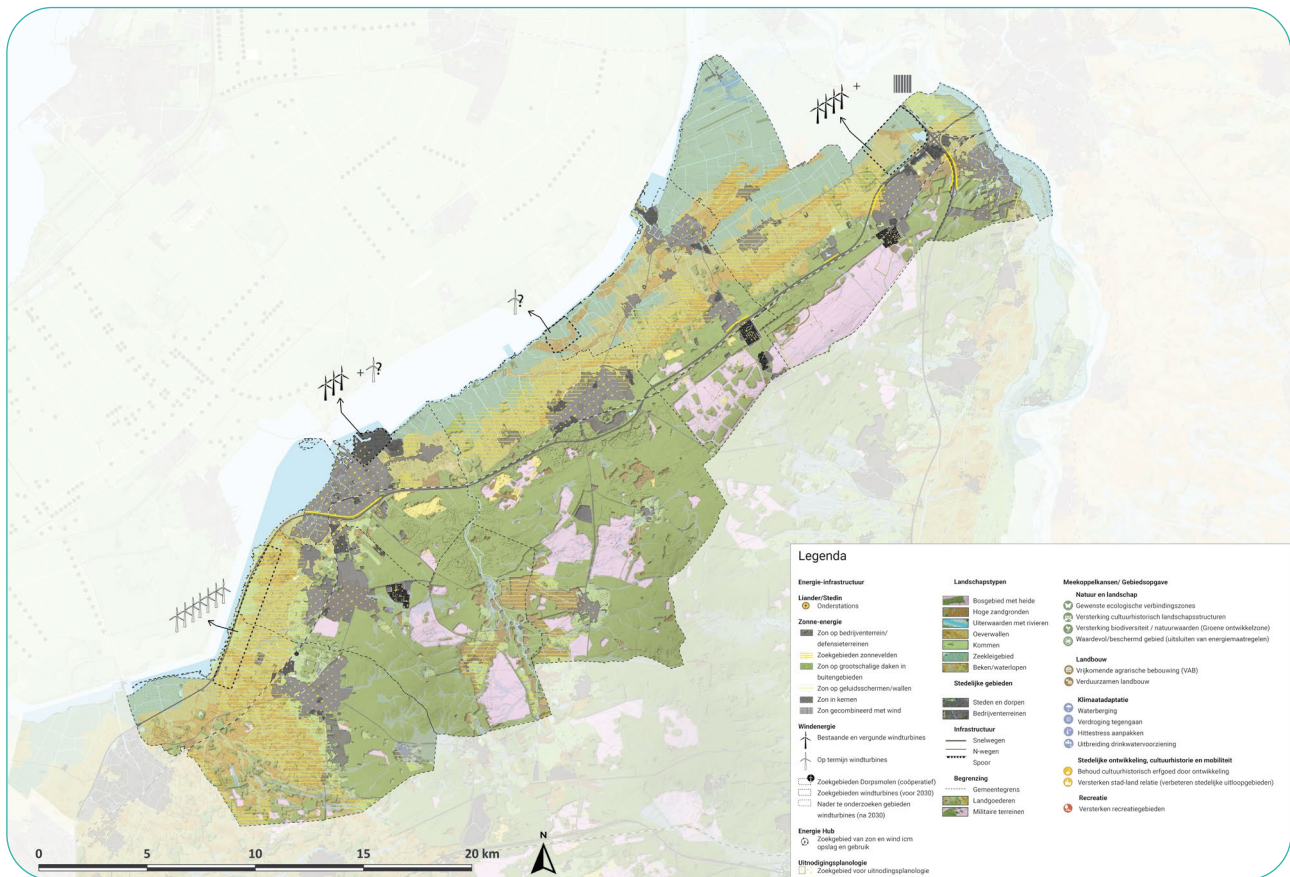 +
+ ?
?
N
0 5 10 15 20 km
Legenda
Energie-infrastructuur
Liander/Stedin
Onderstations
Zonne-energie
Zon op bedrijventerrein/
defensieterreinen
Zoekgebieden zonnevelden
Zon op grootschalige daken in
buitengebieden
Zon op geluidsschermen/wallen
Zon in kernen
Zon gecombineerd met wind
Windenergie
Bestaande en vergunde windturbines
Op termijn windturbines
Zoekgebieden Dorpsmolen (coöperatief)
Zoekgebieden windturbines (voor 2030)
Nader te onderzoeken gebieden
windturbines (na 2030)
Energie Hub
Zoekgebied van zon en wind icm
opslag en gebruik
Uitnodigingsplanologie
Zoekgebied voor uitnodigingsplanologie
Landschapstypen
Bosgebied met heide
Hoge zandgronden
Uiterwaarden met rivieren
Oeverwallen
Kommen
Zeekleigebied
Beken/waterlopen
Stedelijke gebieden
Steden en dorpen
Bedrijventerreinen
Infrastructuur
Snelwegen
N-wegen
Spoor
Begrenzing
Gemeentegrens
Landgoederen
Militaire terreinen
Meekoppelkansen/ Gebiedsopgave
Natuur en landschap
Gewenste ecologische verbindingszones
Versterking cultuurhistorisch landschapsstructuren
Versterking biodiversiteit / natuurwaarden (Groene ontwikkelzone)
Waardevol/beschermd gebied (uitsluiten van energiemaatregelen)
Landbouw
Vrijkomende agrarische bebouwing (VAB)
Verduurzamen landbouw
Klimaatadaptatie
Waterberging
Verdroging tegengaan
Hittestress aanpakken
Uitbreiding drinkwatervoorziening
Stedelijke ontwikkeling, cultuurhistorie en mobiliteit
Behoud cultuurhistorisch erfgoed door ontwikkeling
Versterken stad-land relatie (verbeteren stedelijke uitloopgebieden)
Recreatie
Versterken recreatiegebieden